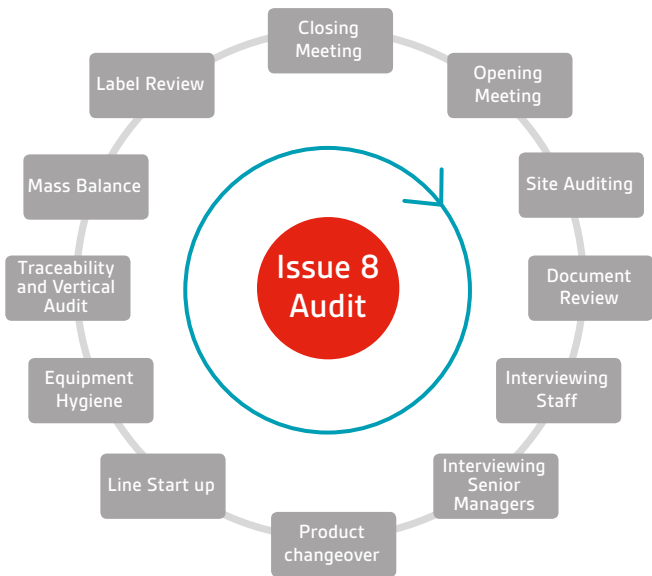 Closing
Meeting
Opening
Meeting
Site Auditing
Document
Review
Interviewing
Staff
Interviewing
Senior
Managers
Product
changeover
Line Start up
Equipment
Hygiene
Traceability
and Vertical
Audit
Mass Balance
Label Review
Issue 8
Audit